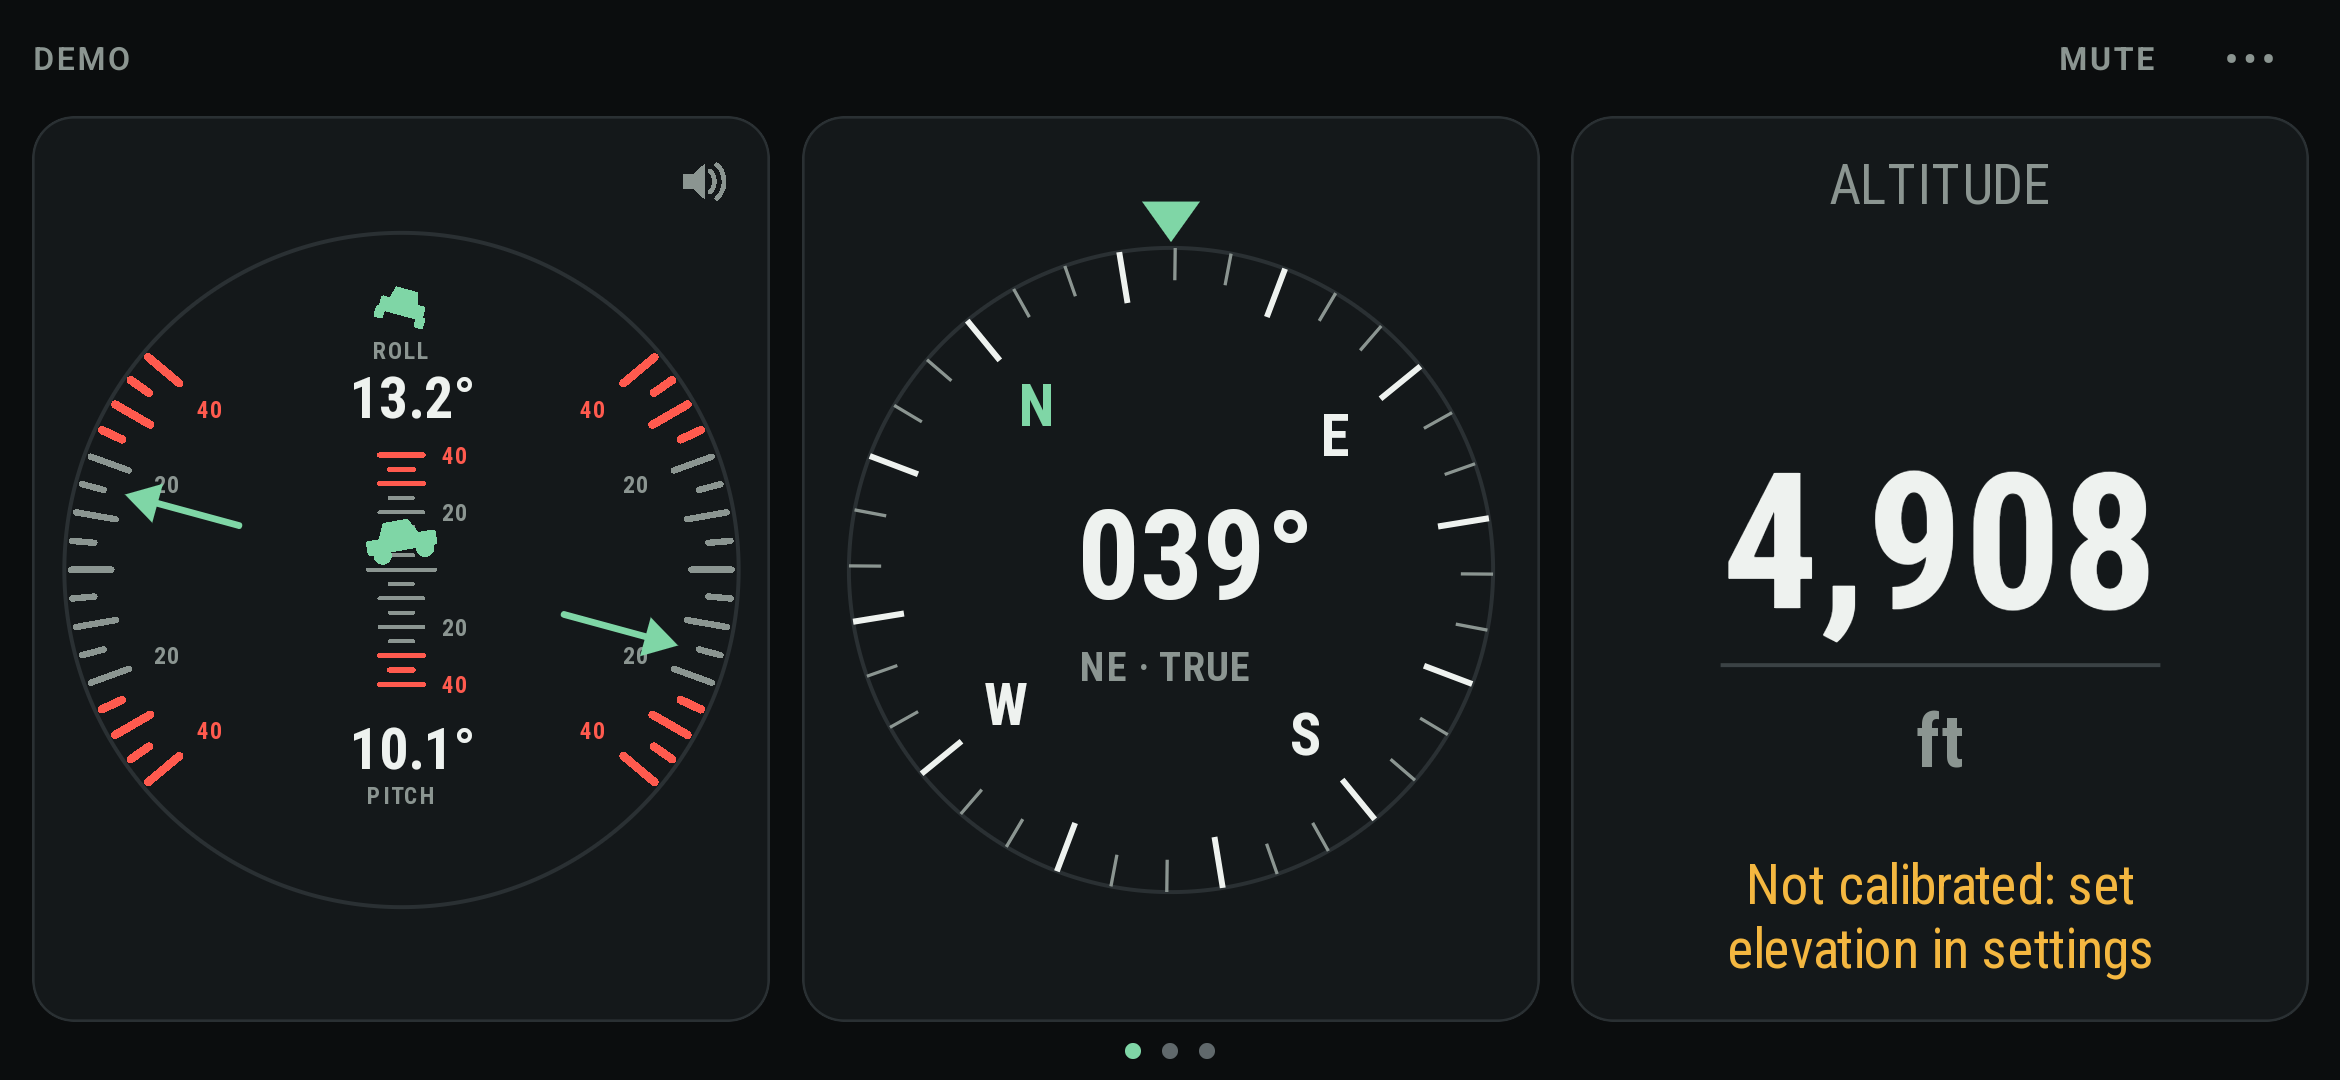 DEMO
MUTE
ROLL
13.2°
40
40
40
20
20
20
20
20
20
40
40
40
10.1°
PITCH
N
E
039°
NE · TRUE
W
S
ALTITUDE
4,908
ft
Not calibrated: set
elevation in settings